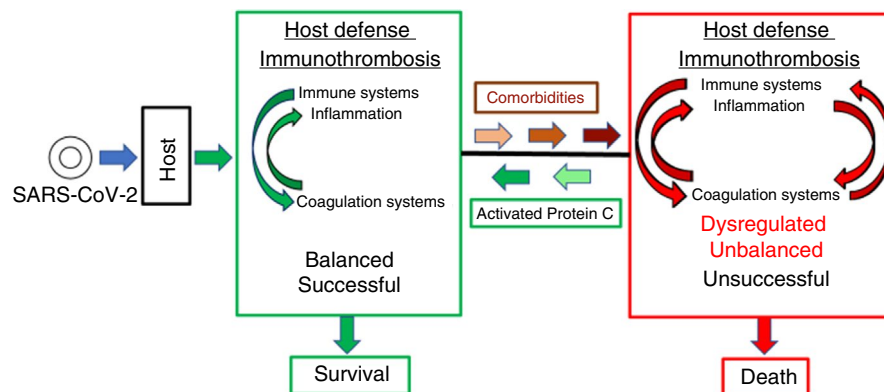 SARS-CoV-2
Host
Host defense
Immunothrombosis
Immune systems
Inflammation
Coagulation systems
Balanced
Successful
Survival
Comorbidities
Activated Protein C
Host defense
Immunothrombosis
Immune systems
Inflammation
Coagulation systems
Dysregulated
Unbalanced
Unsuccessful
Death